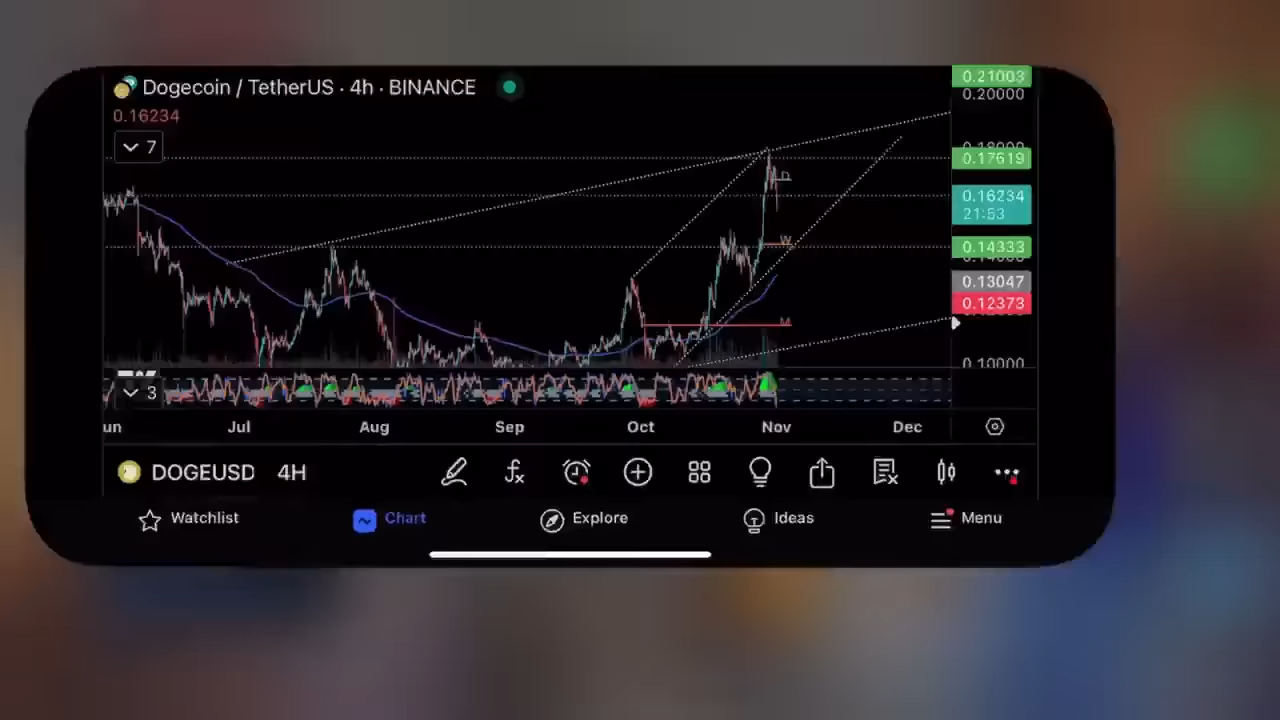 Dogecoin / TetherUS · 4h · BINANCE
0.21003
0.20000
0.16234
7
0.18000
0.17619
D
0.16234
21:53
W
0.14333
0.14000
0.13047
0.12373
M
0.10000
3
un Jul Aug Sep Oct Nov Dec
DOGEUSD 4H
Watchlist Chart Explore Ideas Menu